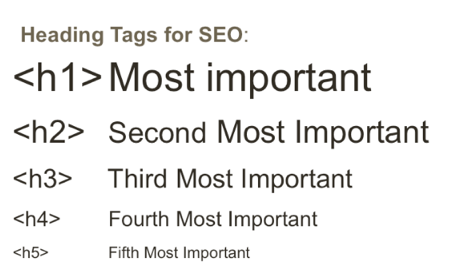 Heading Tags for SEO:
<h1> Most important
<h2> Second Most Important
<h3> Third Most Important
<h4> Fourth Most Important
<h5> Fifth Most Important